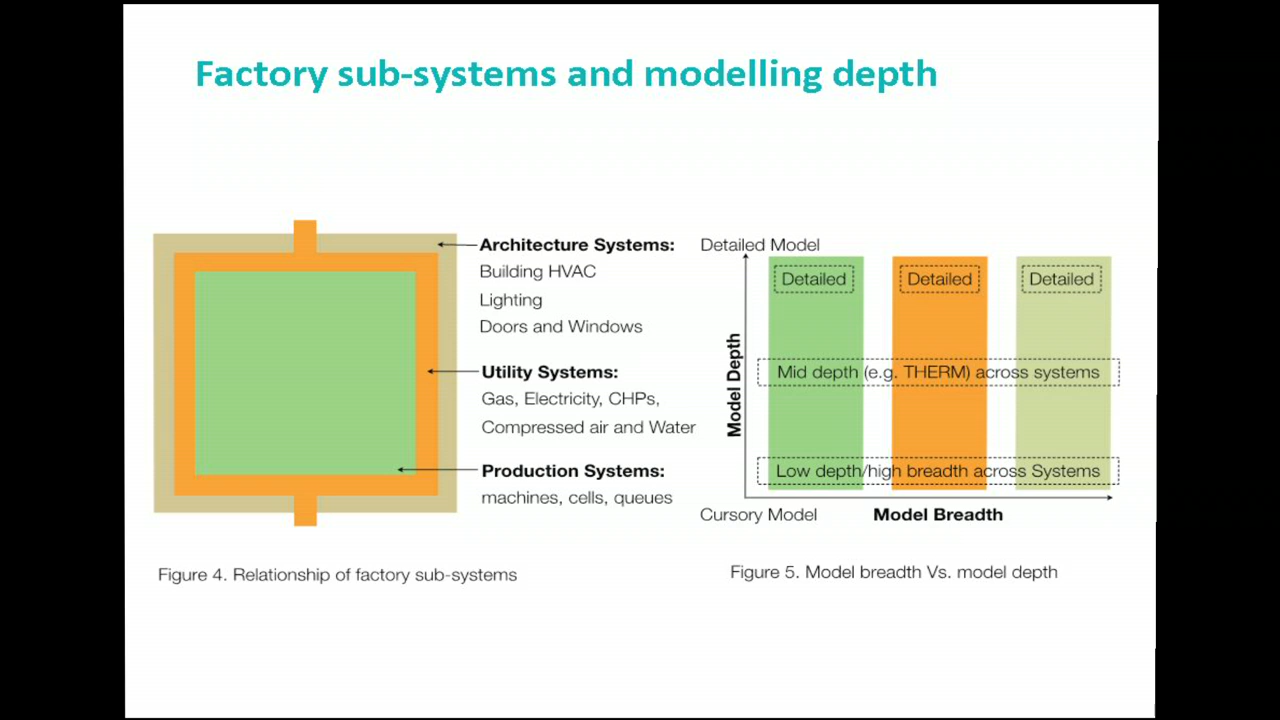 Factory sub-systems and modelling depth
Architecture Systems:
Building HVAC
Lighting
Doors and Windows
Utility Systems:
Gas, Electricity, CHPs,
Compressed air and Water
Production Systems:
machines, cells, queues
Figure 4. Relationship of factory sub-systems
Detailed Model
Detailed
Detailed
Detailed
Model Depth
Mid depth (e.g. THERM) across systems
Low depth/high breadth across Systems
Cursory Model
Model Breadth
Figure 5. Model breadth Vs. model depth